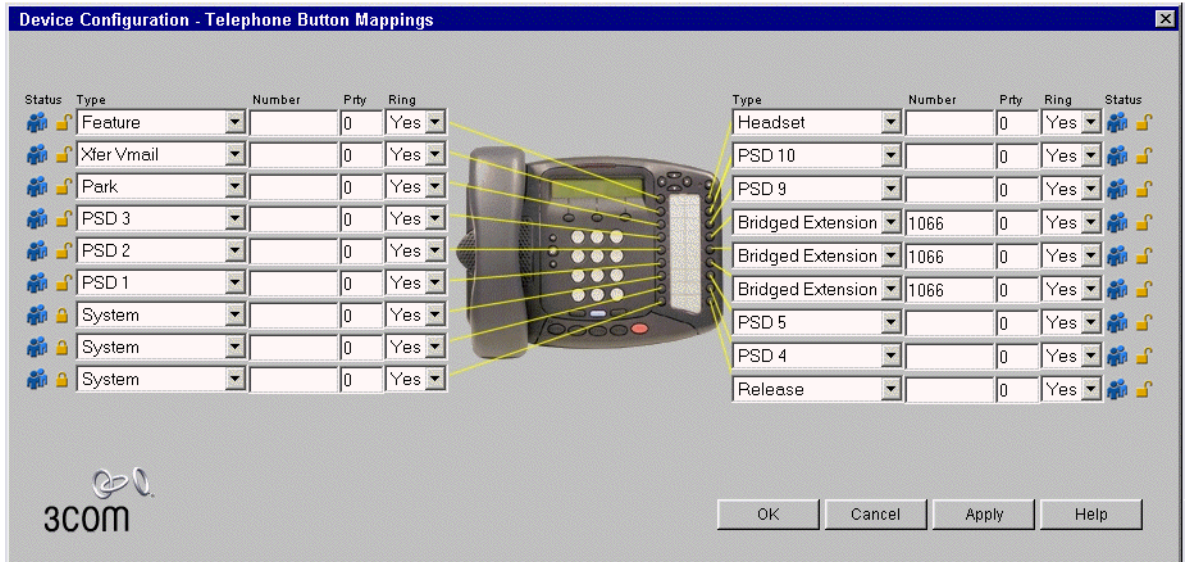 Device Configuration - Telephone Button Mappings
Status Type Number Prty Ring Type Number Prty Ring Status
Feature 0 Yes Headset 0 Yes
Xfer Vmail 0 Yes PSD 10 0 Yes
Park 0 Yes PSD 9 0 Yes
PSD 3 0 Yes Bridged Extension 1066 0 Yes
PSD 2 0 Yes Bridged Extension 1066 0 Yes
PSD 1 0 Yes Bridged Extension 1066 0 Yes
System 0 Yes PSD 5 0 Yes
System 0 Yes PSD 4 0 Yes
System 0 Yes Release 0 Yes
3COM
OK Cancel Apply Help